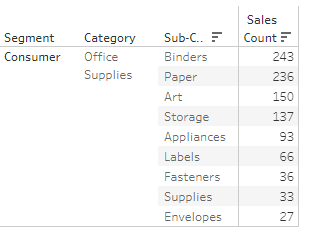 Sales
Segment Category Sub-C.. Count
Consumer Office Binders 243
Supplies Paper 236
Art 150
Storage 137
Appliances 93
Labels 66
Fasteners 36
Supplies 33
Envelopes 27